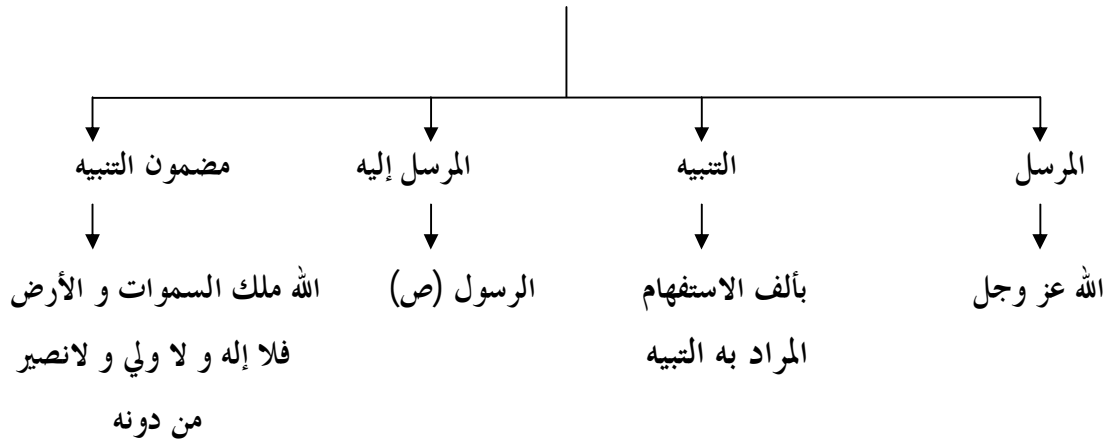 المرسل التنبيه المرسل إليه مضمون التنبيه
الله عز وجل بألف الاستفهام الرسول (ص) الله ملك السموات و الأرض
المراد به التبيه فلا إله و لا ولي و لانصير
من دونه